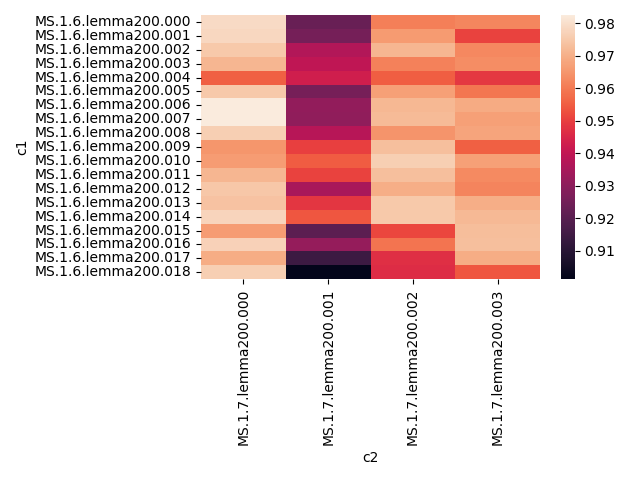 MS.1.6.lemma200.000
MS.1.6.lemma200.001
MS.1.6.lemma200.002
MS.1.6.lemma200.003
MS.1.6.lemma200.004
MS.1.6.lemma200.005
MS.1.6.lemma200.006
MS.1.6.lemma200.007
MS.1.6.lemma200.008
MS.1.6.lemma200.009
MS.1.6.lemma200.010
MS.1.6.lemma200.011
MS.1.6.lemma200.012
MS.1.6.lemma200.013
MS.1.6.lemma200.014
MS.1.6.lemma200.015
MS.1.6.lemma200.016
MS.1.6.lemma200.017
MS.1.6.lemma200.018
c1
MS.1.7.lemma200.000
MS.1.7.lemma200.001
MS.1.7.lemma200.002
MS.1.7.lemma200.003
c2
0.98
0.97
0.96
0.95
0.94
0.93
0.92
0.91